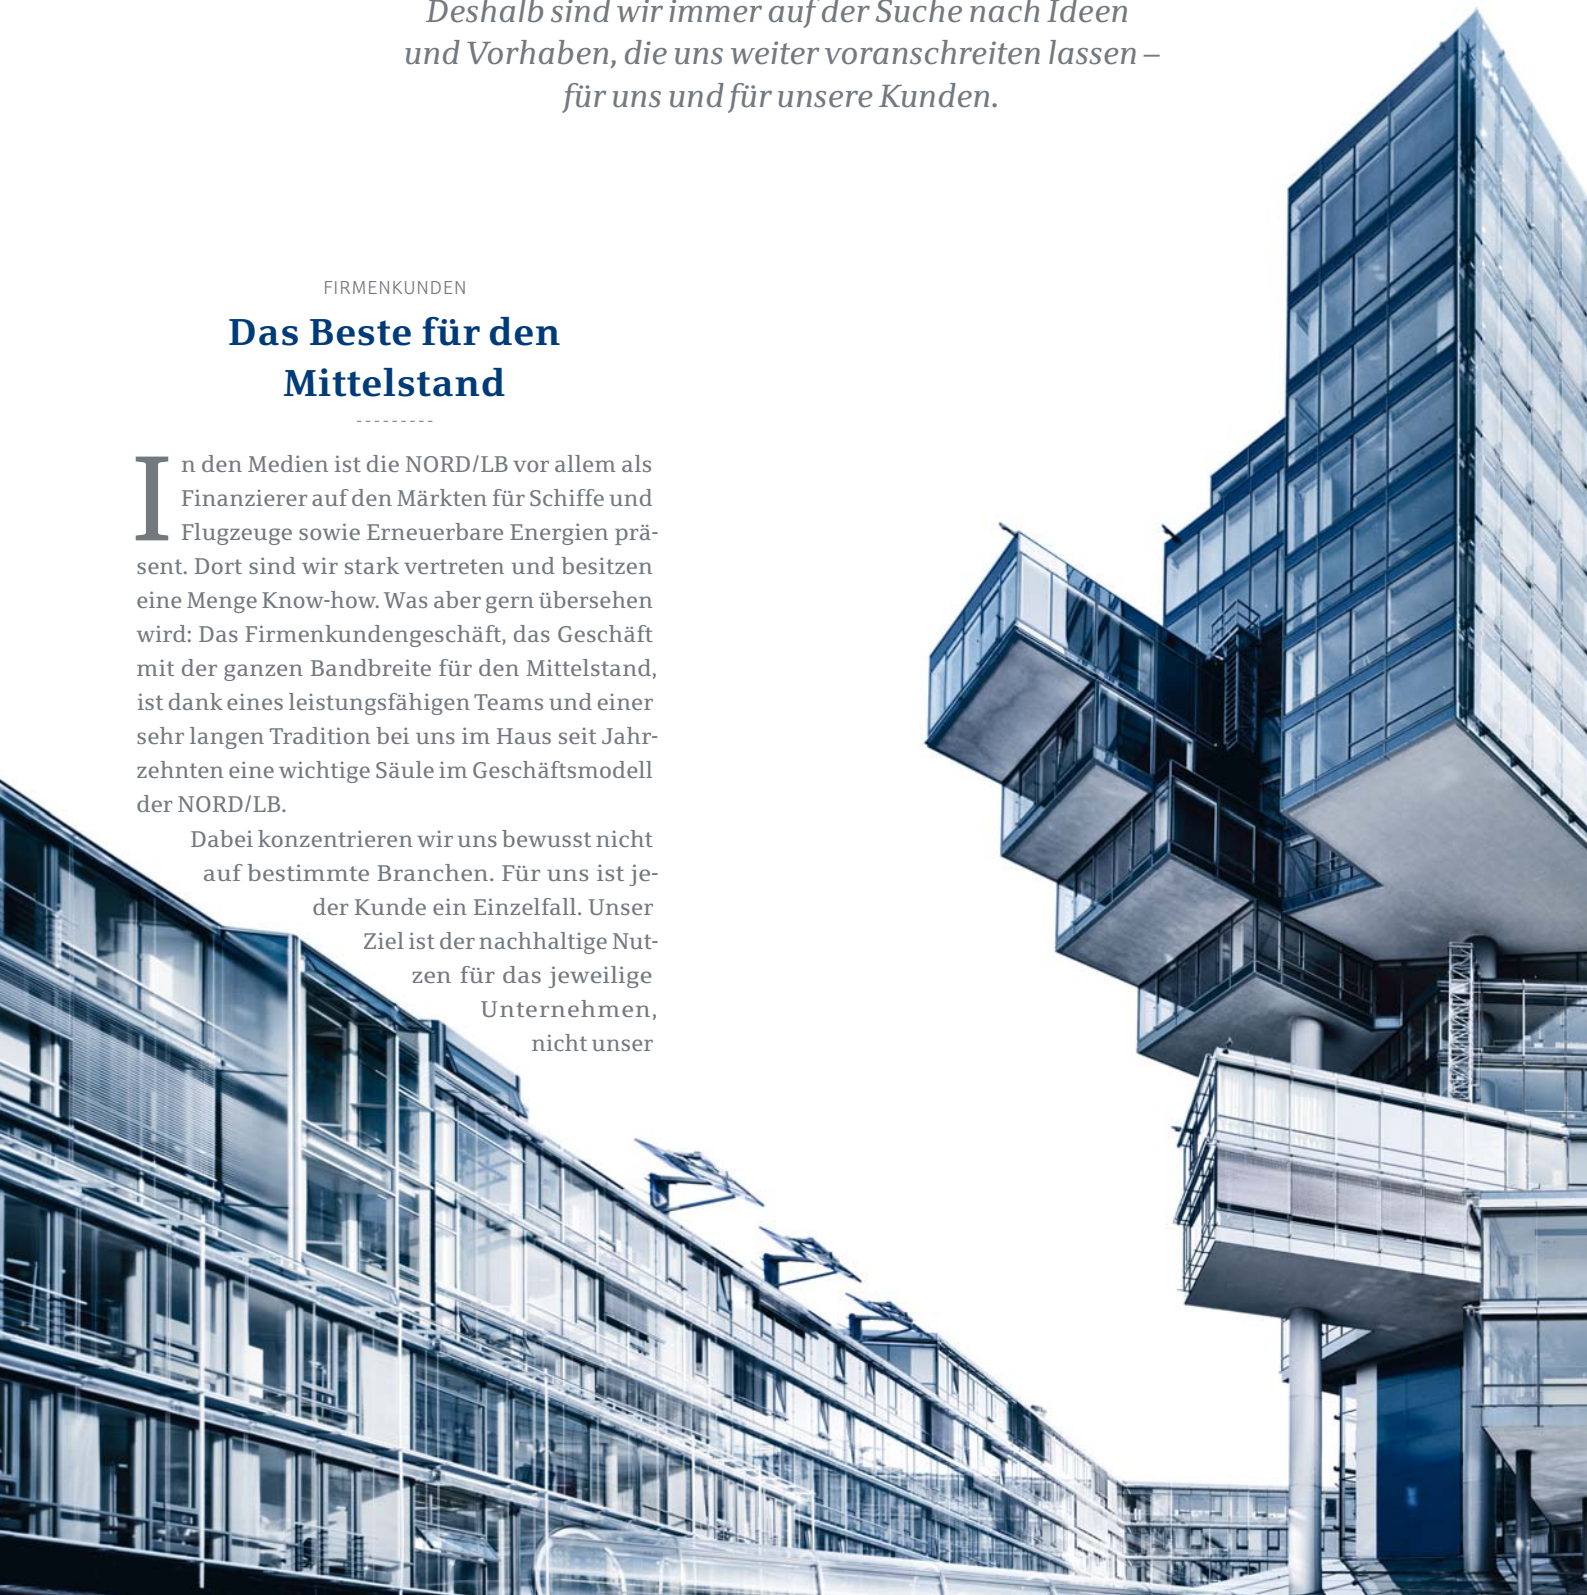 Deshalb sind wir immer auf der Suche nach Ideen
und Vorhaben, die uns weiter voranschreiten lassen –
für uns und für unsere Kunden.
FIRMENKUNDEN
Das Beste für den
Mittelstand
In den Medien ist die NORD/LB vor allem als
Finanzierer auf den Märkten für Schiffe und
Flugzeuge sowie Erneuerbare Energien prä-
sent. Dort sind wir stark vertreten und besitzen
eine Menge Know-how. Was aber gern übersehen
wird: Das Firmenkundengeschäft, das Geschäft
mit der ganzen Bandbreite für den Mittelstand,
ist dank eines leistungsfähigen Teams und einer
sehr langen Tradition bei uns im Haus seit Jahr-
zehnten eine wichtige Säule im Geschäftsmodell
der NORD/LB.
Dabei konzentrieren wir uns bewusst nicht
auf bestimmte Branchen. Für uns ist je-
der Kunde ein Einzelfall. Unser
Ziel ist der nachhaltige Nut-
zen für das jeweilige
Unternehmen,
nicht unser